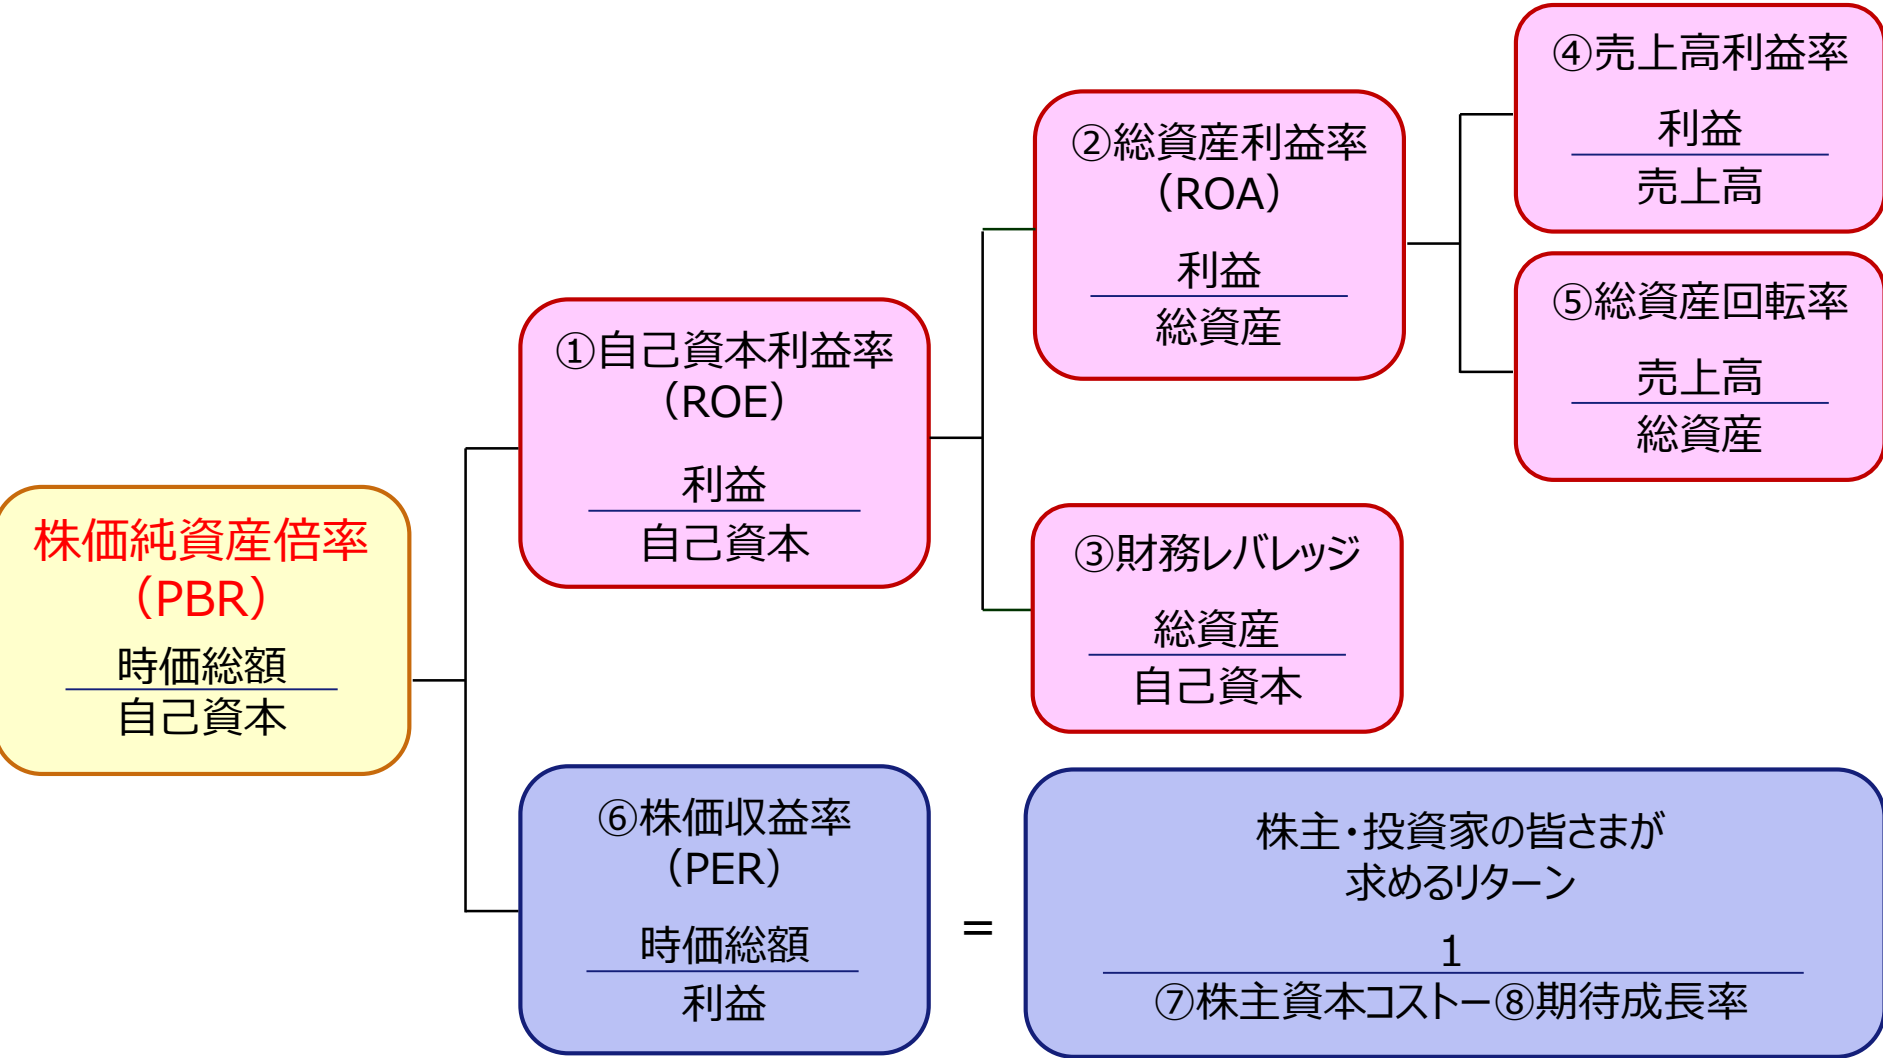 株価純資産倍率
（PBR）
時価総額
自己資本
①自己資本利益率
（ROE）
利益
自己資本
②総資産利益率
（ROA）
利益
総資産
④売上高利益率
利益
売上高
⑤総資産回転率
売上高
総資産
③財務レバレッジ
総資産
自己資本
⑥株価収益率
（PER）
時価総額
利益
＝
株主・投資家の皆さまが
求めるリターン
1
⑦株主資本コストー⑧期待成長率